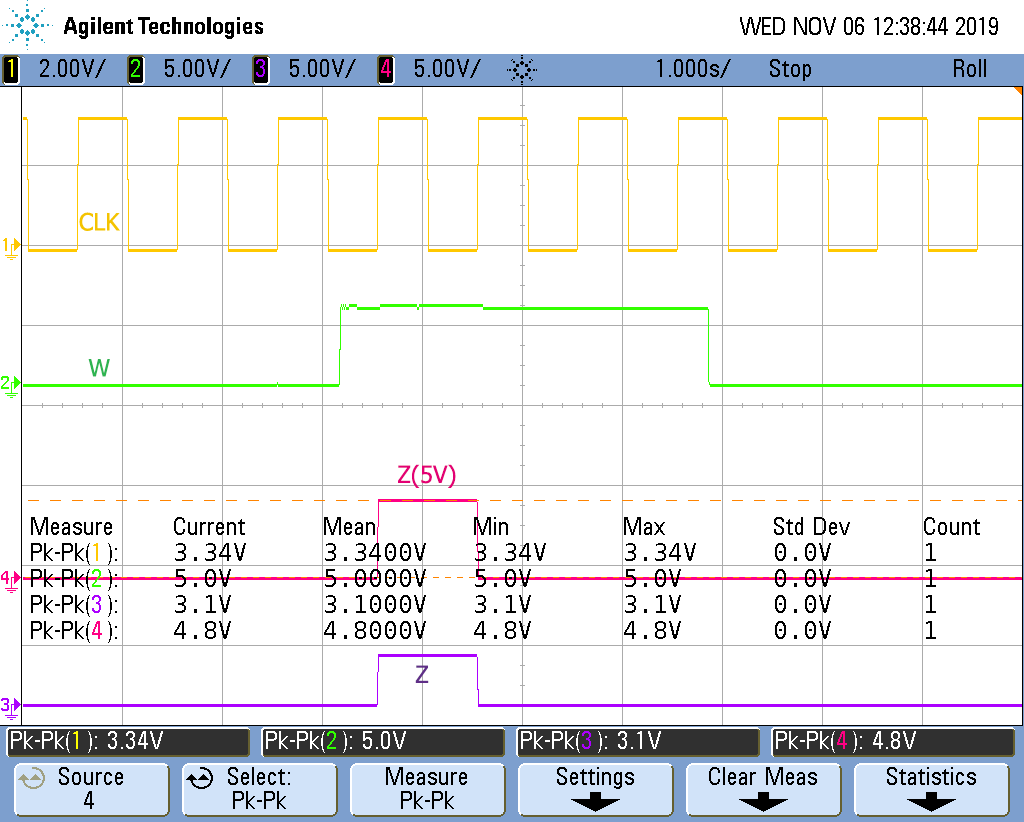 Agilent Technologies WED NOV 06 12:38:44 2019
1 2.00V/ 2 5.00V/ 3 5.00V/ 4 5.00V/ 1.000s/ Stop Roll
CLK
1
W
2
Z(5V)
Measure Current Mean Min Max Std Dev Count
Pk-Pk(1): 3.34V 3.3400V 3.34V 3.34V 0.0V 1
4
Pk-Pk(2): 5.0V 5.0000V 5.0V 5.0V 0.0V 1
Pk-Pk(3): 3.1V 3.1000V 3.1V 3.1V 0.0V 1
Pk-Pk(4): 4.8V 4.8000V 4.8V 4.8V 0.0V 1
Z
3
Pk-Pk(1): 3.34V Pk-Pk(2): 5.0V Pk-Pk(3): 3.1V Pk-Pk(4): 4.8V
Source Select: Measure Settings Clear Meas Statistics
4 Pk-Pk Pk-Pk